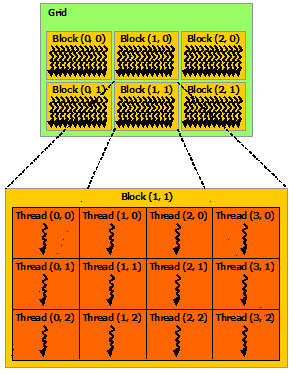 Grid
Block (0, 0) Block (1, 0) Block (2, 0)
Block (0, 1) Block (1, 1) Block (2, 1)
Block (1, 1)
Thread (0, 0) Thread (1, 0) Thread (2, 0) Thread (3, 0)
Thread (0, 1) Thread (1, 1) Thread (2, 1) Thread (3, 1)
Thread (0, 2) Thread (1, 2) Thread (2, 2) Thread (3, 2)